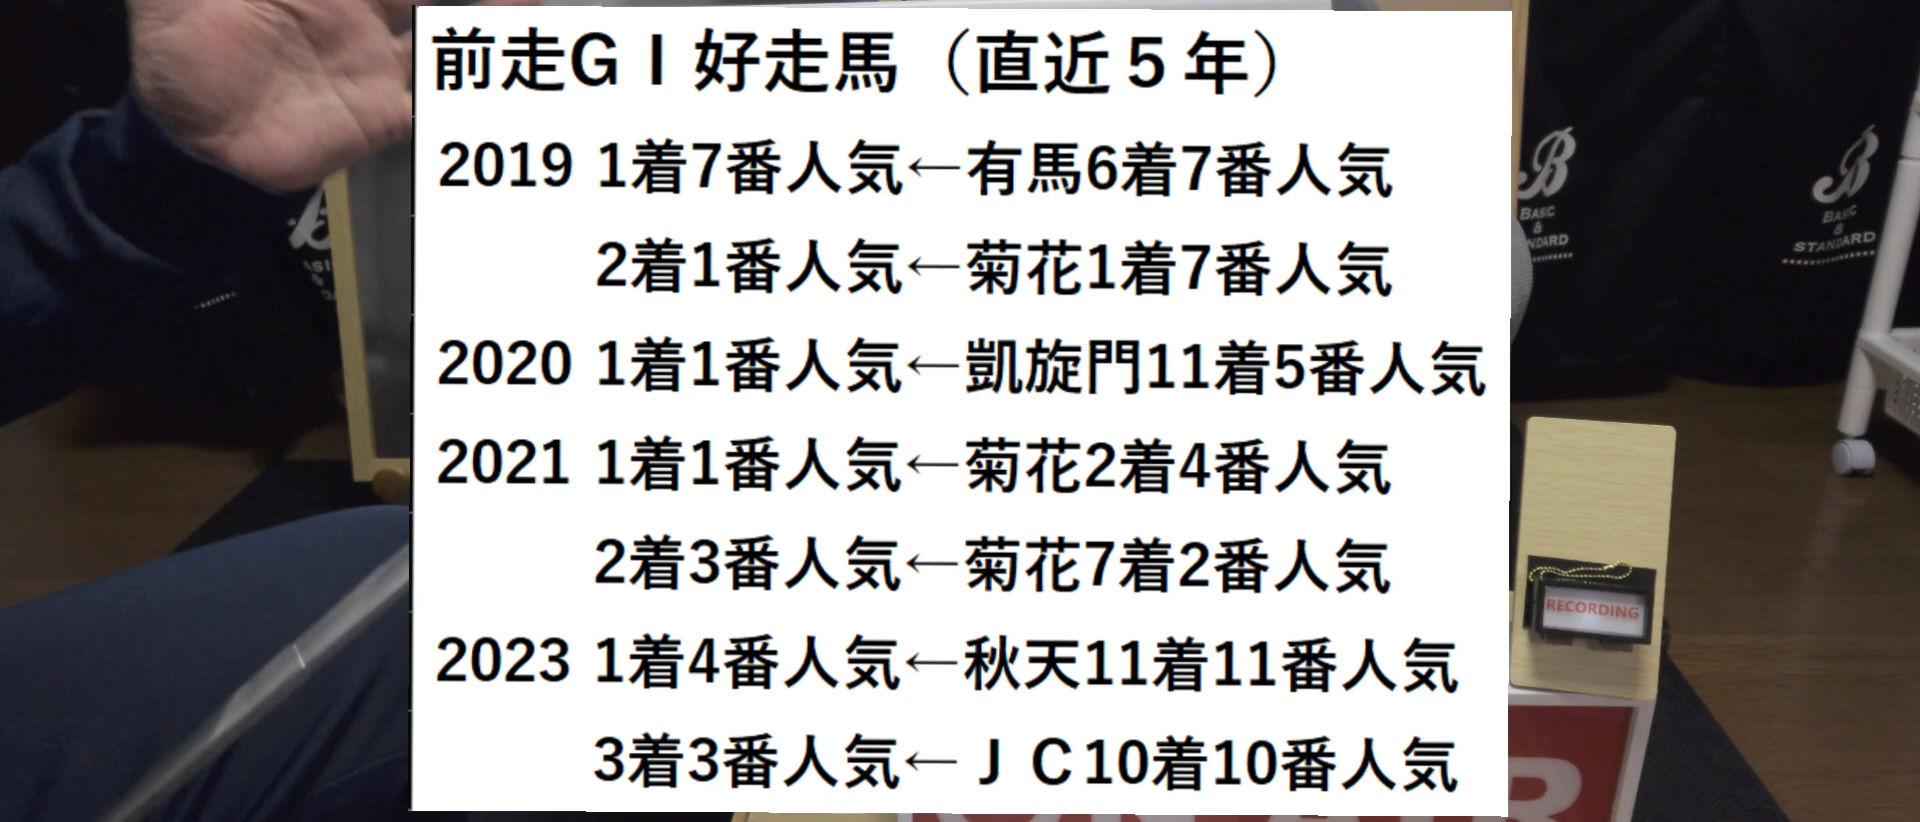 前走GⅠ好走馬（直近５年）
2019 1着7番人気←有馬6着7番人気
2着1番人気←菊花1着7番人気
2020 1着1番人気←凱旋門11着5番人気
2021 1着1番人気←菊花2着4番人気
2着3番人気←菊花7着2番人気
2023 1着4番人気←秋天11着11番人気
3着3番人気←ＪＣ10着10番人気
B
BASIC
&
STANDARD
RECORDING